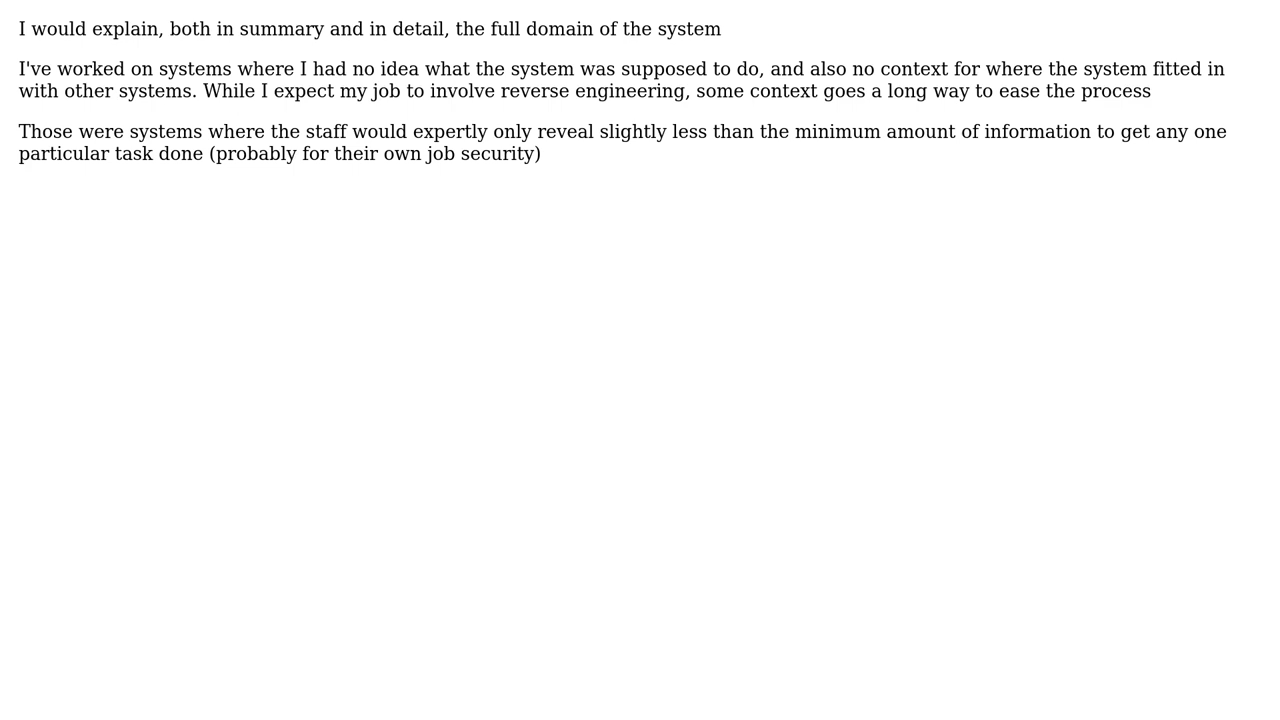 I would explain, both in summary and in detail, the full domain of the system
I've worked on systems where I had no idea what the system was supposed to do, and also no context for where the system fitted in
with other systems. While I expect my job to involve reverse engineering, some context goes a long way to ease the process
Those were systems where the staff would expertly only reveal slightly less than the minimum amount of information to get any one
particular task done (probably for their own job security)